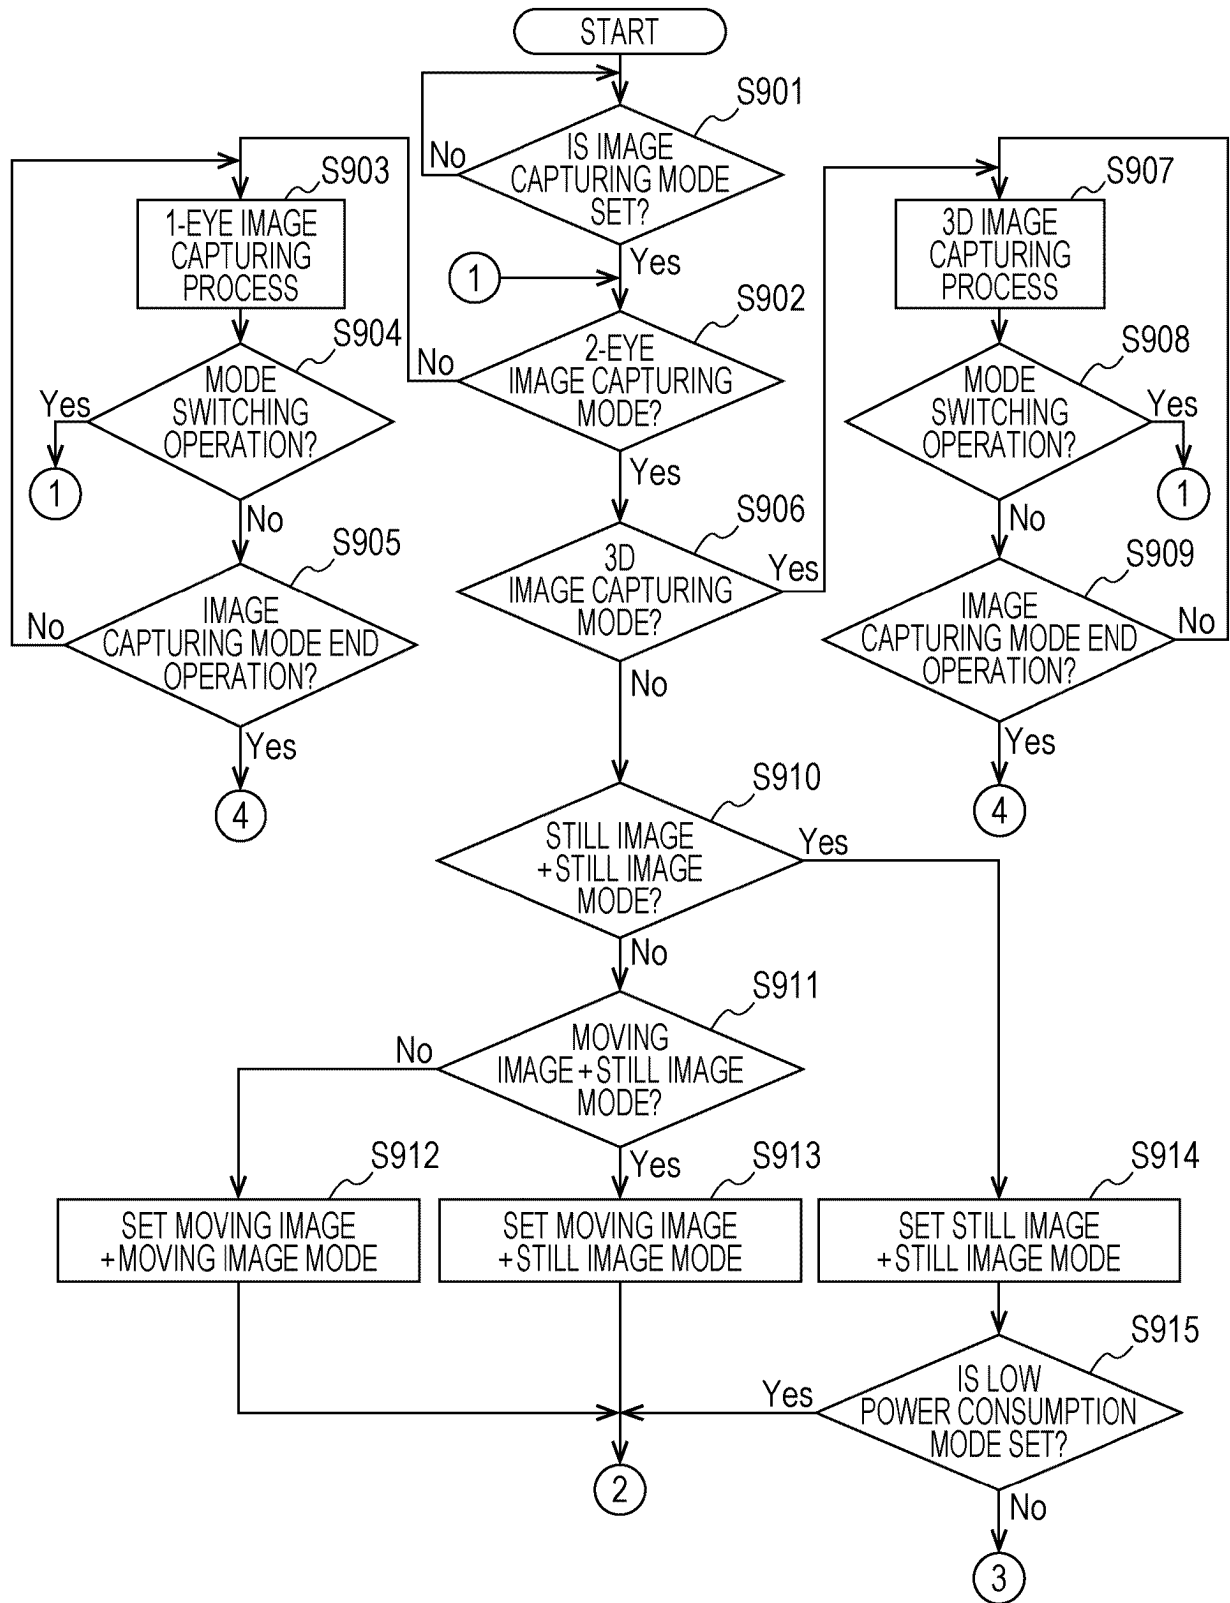 START
S901
IS IMAGE
CAPTURING MODE
SET?
No
Yes
1
S902
2-EYE
IMAGE CAPTURING
MODE?
No
Yes
S903
1-EYE IMAGE
CAPTURING
PROCESS
S904
MODE
SWITCHING
OPERATION?
Yes
1
No
S905
IMAGE
CAPTURING MODE END
OPERATION?
No
Yes
4
S906
3D
IMAGE CAPTURING
MODE?
Yes
No
S907
3D IMAGE
CAPTURING
PROCESS
S908
MODE
SWITCHING
OPERATION?
Yes
1
No
S909
IMAGE
CAPTURING MODE END
OPERATION?
No
Yes
4
S910
STILL IMAGE
+STILL IMAGE
MODE?
Yes
No
S911
MOVING
IMAGE+STILL IMAGE
MODE?
No
Yes
S912
SET MOVING IMAGE
+MOVING IMAGE MODE
S913
SET MOVING IMAGE
+STILL IMAGE MODE
S914
SET STILL IMAGE
+STILL IMAGE MODE
S915
IS LOW
POWER CONSUMPTION
MODE SET?
Yes
2
No
3